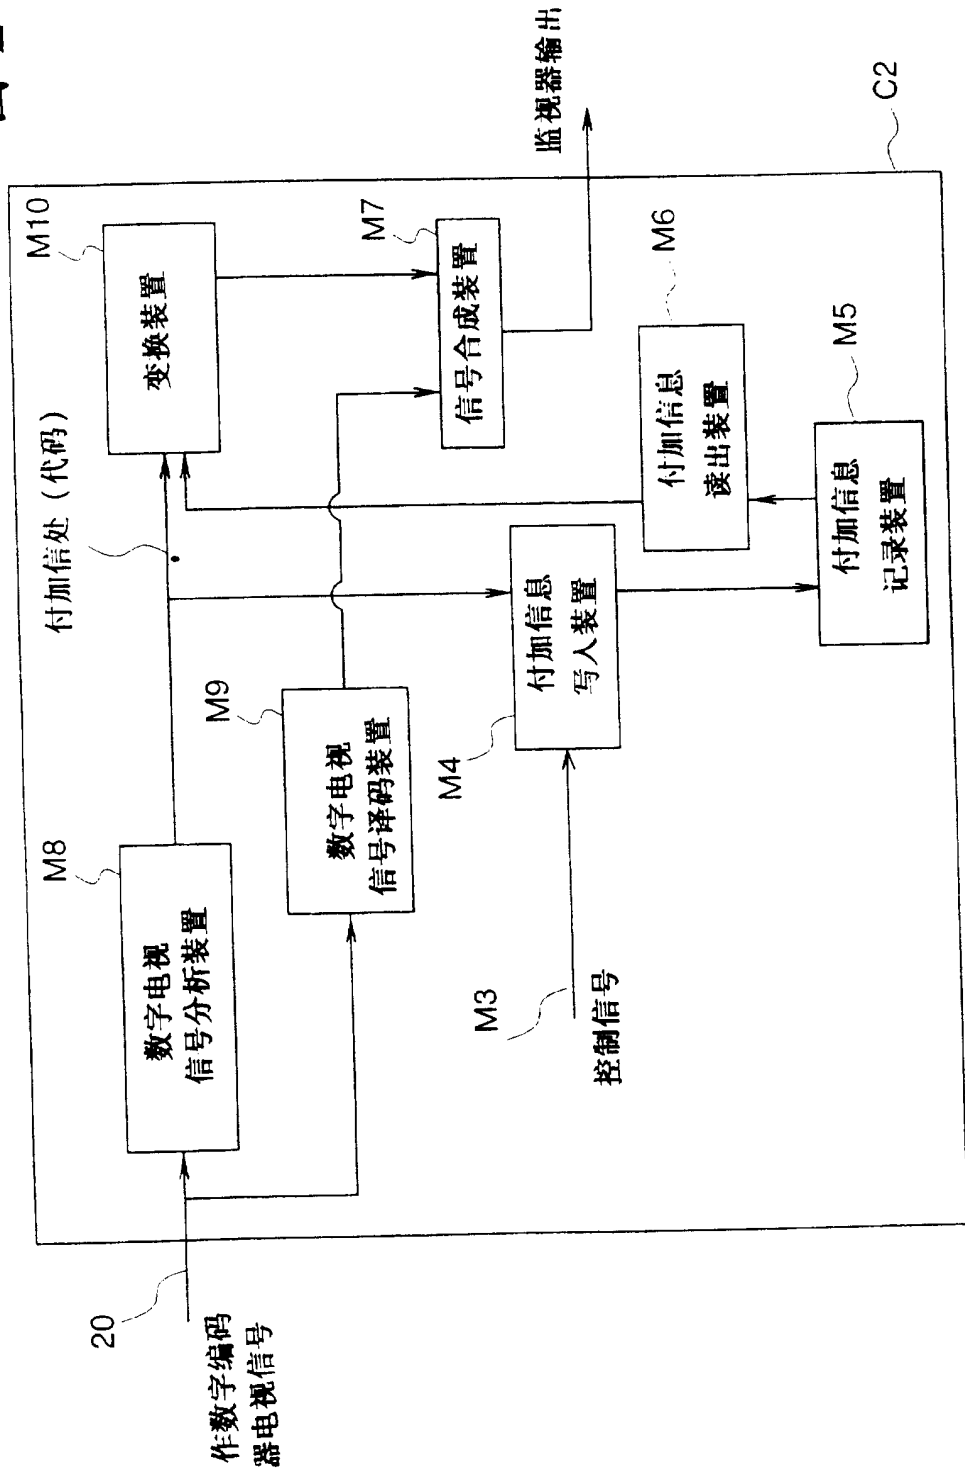 付加信处（代码）
M10
变换装置
M7
信号合成装置
监视器输出
M8
数字电视
信号分析装置
M9
数字电视
信号译码装置
M6
付加信息
读出装置
C2
20
作数字编码
器电视信号
M4
付加信息
写入装置
M5
付加信息
记录装置
M3
控制信号